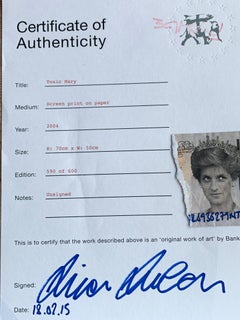 Certificate of
Authenticity
Title: Toxic Mary
Medium: Screen print on paper
Year: 2004
Size: H: 70cm x W: 50cm
Edition: 590 of 600
Notes: Unsigned
This is to certify that the work described above is an 'original work of art' by Bank
Signed:
Date: 18.02.15